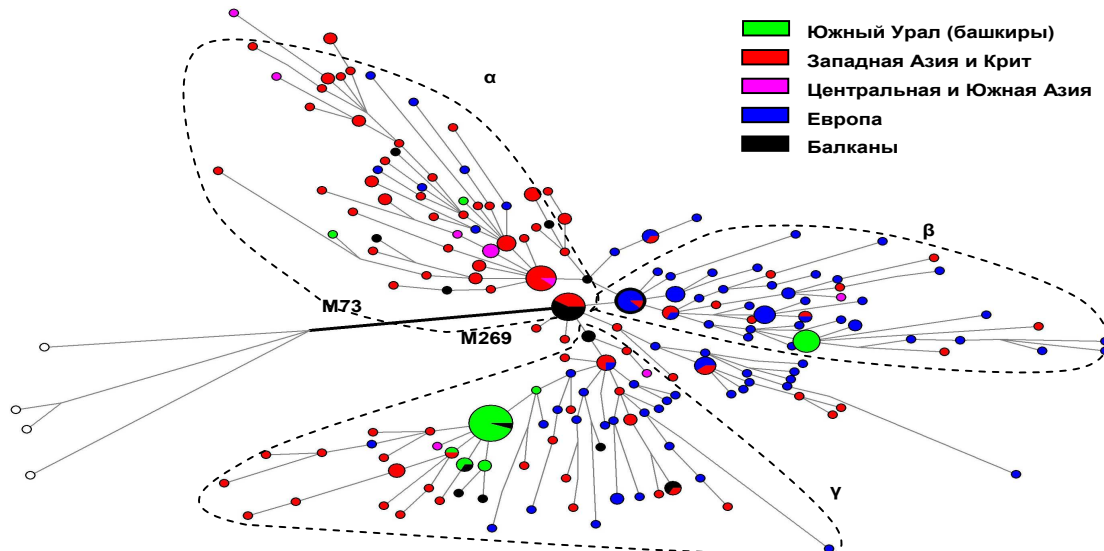 α
Южный Урал (башкиры)
Западная Азия и Крит
Центральная и Южная Азия
Европа
Балканы
β
M73
M269
γ